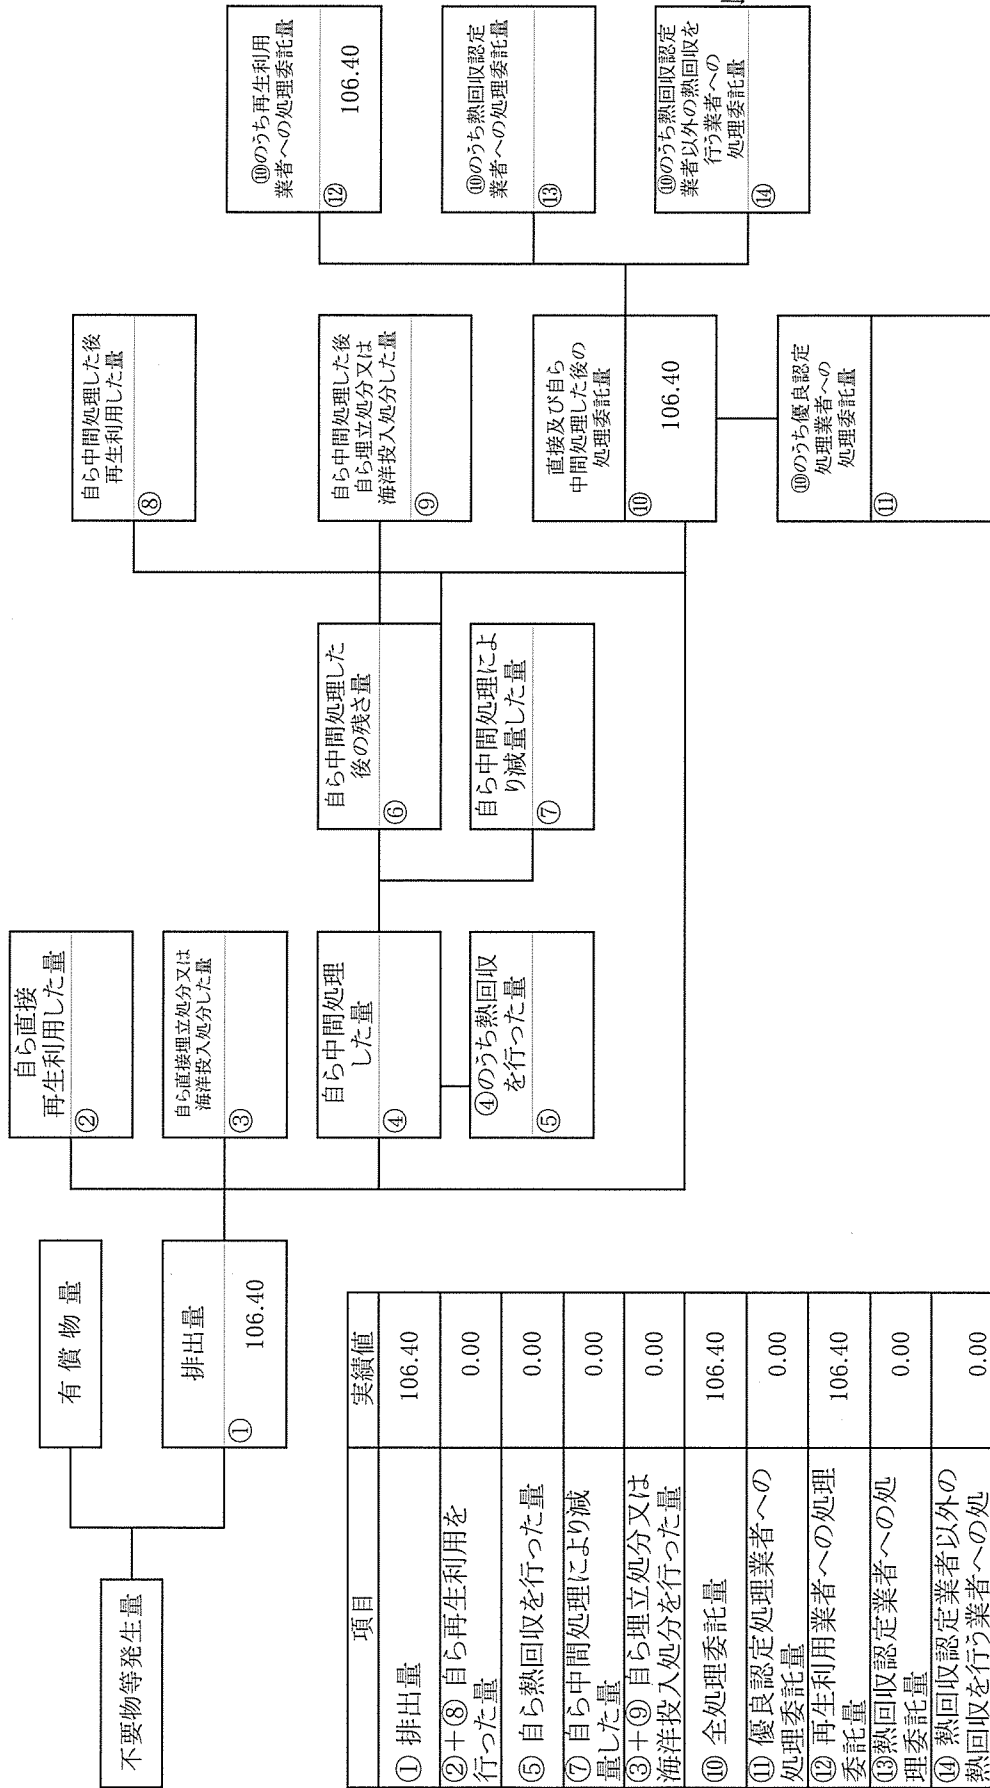 不要物等発生量
有 償 物 量
排出量
①
106.40
自ら直接
再生利用した量
②
自ら直接埋立処分又は
海洋投入処分した量
③
自ら中間処理
した量
④
④のうち熱回収
を行った量
⑤
自ら中間処理した
後の残さ量
⑥
自ら中間処理によ
り減量した量
⑦
自ら中間処理した後
再生利用した量
⑧
自ら中間処理した後
自ら埋立処分又は
海洋投入処分した量
⑨
直接及び自ら
中間処理した後の
処理委託量
⑩
106.40
⑩のうち優良認定
処理業者への
処理委託量
⑪
⑩のうち再生利用
業者への処理委託量
⑫
106.40
⑩のうち熱回収認定
業者への処理委託量
⑬
⑩のうち熱回収認定
業者以外の熱回収を
行う業者への
処理委託量
⑭
項目 実績値
① 排出量 106.40
②+⑧ 自ら再生利用を
行った量 0.00
⑤ 自ら熱回収を行った量 0.00
⑦ 自ら中間処理により減
量した量 0.00
③+⑨ 自ら埋立処分又は
海洋投入処分を行った量 0.00
⑩ 全処理委託量 106.40
⑪ 優良認定処理業者への
処理委託量 0.00
⑫ 再生利用業者への処理
委託量 106.40
⑬熱回収認定業者への処
理委託量 0.00
⑭ 熱回収認定業者以外の
熱回収を行う業者への処 0.00